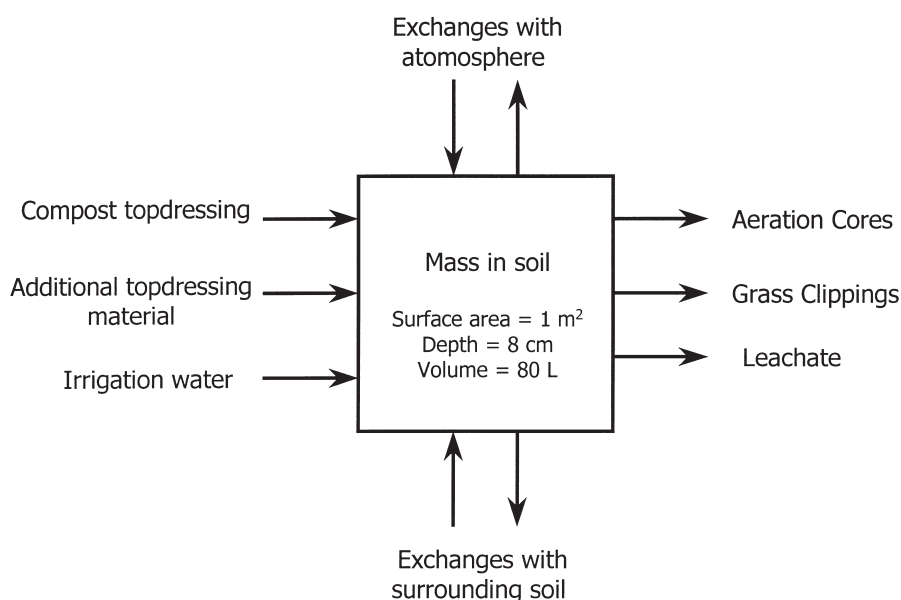 Exchanges with
atomosphere
Compost topdressing
Additional topdressing
material
Irrigation water
Mass in soil
Surface area = 1 m²
Depth = 8 cm
Volume = 80 L
Aeration Cores
Grass Clippings
Leachate
Exchanges with
surrounding soil